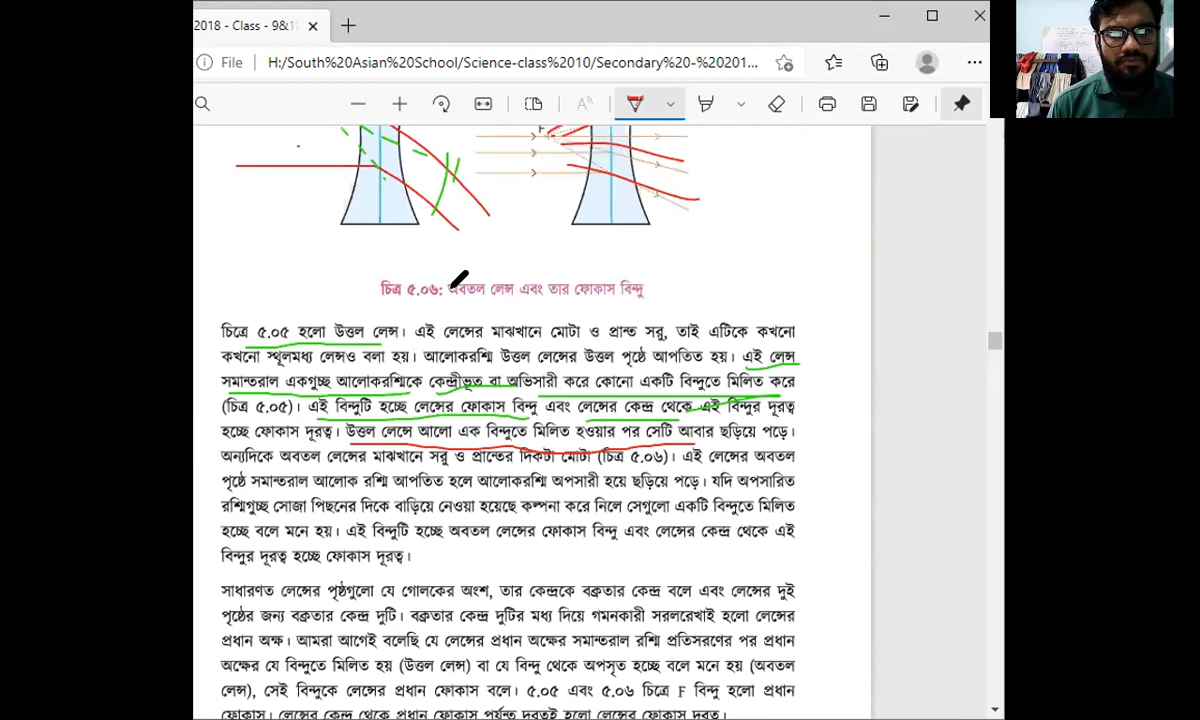 2018 - Class - 9&1
File H:/South%20Asian%20School/Science-class%2010/Secondary%20-%20201...
F
চিত্র ৫.০৬: অবতল লেন্স এবং তার ফোকাস বিন্দু
চিত্রে ৫.০৫ হলো উত্তল লেন্স। এই লেন্সের মাঝখানে মোটা ও প্রান্ত সরু, তাই এটিকে কখনো
কখনো স্থূলমধ্য লেন্সও বলা হয়। আলোকরশ্মি উত্তল লেন্সের উত্তল পৃষ্ঠে আপতিত হয়। এই লেন্স
সমান্তরাল একগুচ্ছ আলোকরশ্মিকে কেন্দ্রীভূত বা অভিসারী করে কোনো একটি বিন্দুতে মিলিত করে
(চিত্র ৫.০৫)। এই বিন্দুটি হচ্ছে লেন্সের ফোকাস বিন্দু এবং লেন্সের কেন্দ্র থেকে এই বিন্দুর দূরত্ব
হচ্ছে ফোকাস দূরত্ব। উত্তল লেন্সে আলো এক বিন্দুতে মিলিত হওয়ার পর সেটি আবার ছড়িয়ে পড়ে।
অন্যদিকে অবতল লেন্সের মাঝখানে সরু ও প্রান্তের দিকটা মোটা (চিত্র ৫.০৬)। এই লেন্সের অবতল
পৃষ্ঠে সমান্তরাল আলোক রশ্মি আপতিত হলে আলোকরশ্মি অপসারী হয়ে ছড়িয়ে পড়ে। যদি অপসারিত
রশ্মিগুচ্ছ সোজা পিছনের দিকে বাড়িয়ে নেওয়া হয়েছে কল্পনা করে নিলে সেগুলো একটি বিন্দুতে মিলিত
হচ্ছে বলে মনে হয়। এই বিন্দুটি হচ্ছে অবতল লেন্সের ফোকাস বিন্দু এবং লেন্সের কেন্দ্র থেকে এই
বিন্দুর দূরত্ব হচ্ছে ফোকাস দূরত্ব।
সাধারণত লেন্সের পৃষ্ঠগুলো যে গোলকের অংশ, তার কেন্দ্রকে বক্রতার কেন্দ্র বলে এবং লেন্সের দুই
পৃষ্ঠের জন্য বক্রতার কেন্দ্র দুটি। বক্রতার কেন্দ্র দুটির মধ্য দিয়ে গমনকারী সরলরেখাই হলো লেন্সের
প্রধান অক্ষ। আমরা আগেই বলেছি যে লেন্সের প্রধান অক্ষের সমান্তরাল রশ্মি প্রতিসরণের পর প্রধান
অক্ষের যে বিন্দুতে মিলিত হয় (উত্তল লেন্স) বা যে বিন্দু থেকে অপসৃত হচ্ছে বলে মনে হয় (অবতল
লেন্স), সেই বিন্দুকে লেন্সের প্রধান ফোকাস বলে। ৫.০৫ এবং ৫.০৬ চিত্রে F বিন্দু হলো প্রধান
ফোকাস। লেন্সের কেন্দ্র থেকে প্রধান ফোকাস পর্যন্ত দূরত্বই হলো লেন্সের ফোকাস দূরত্ব।